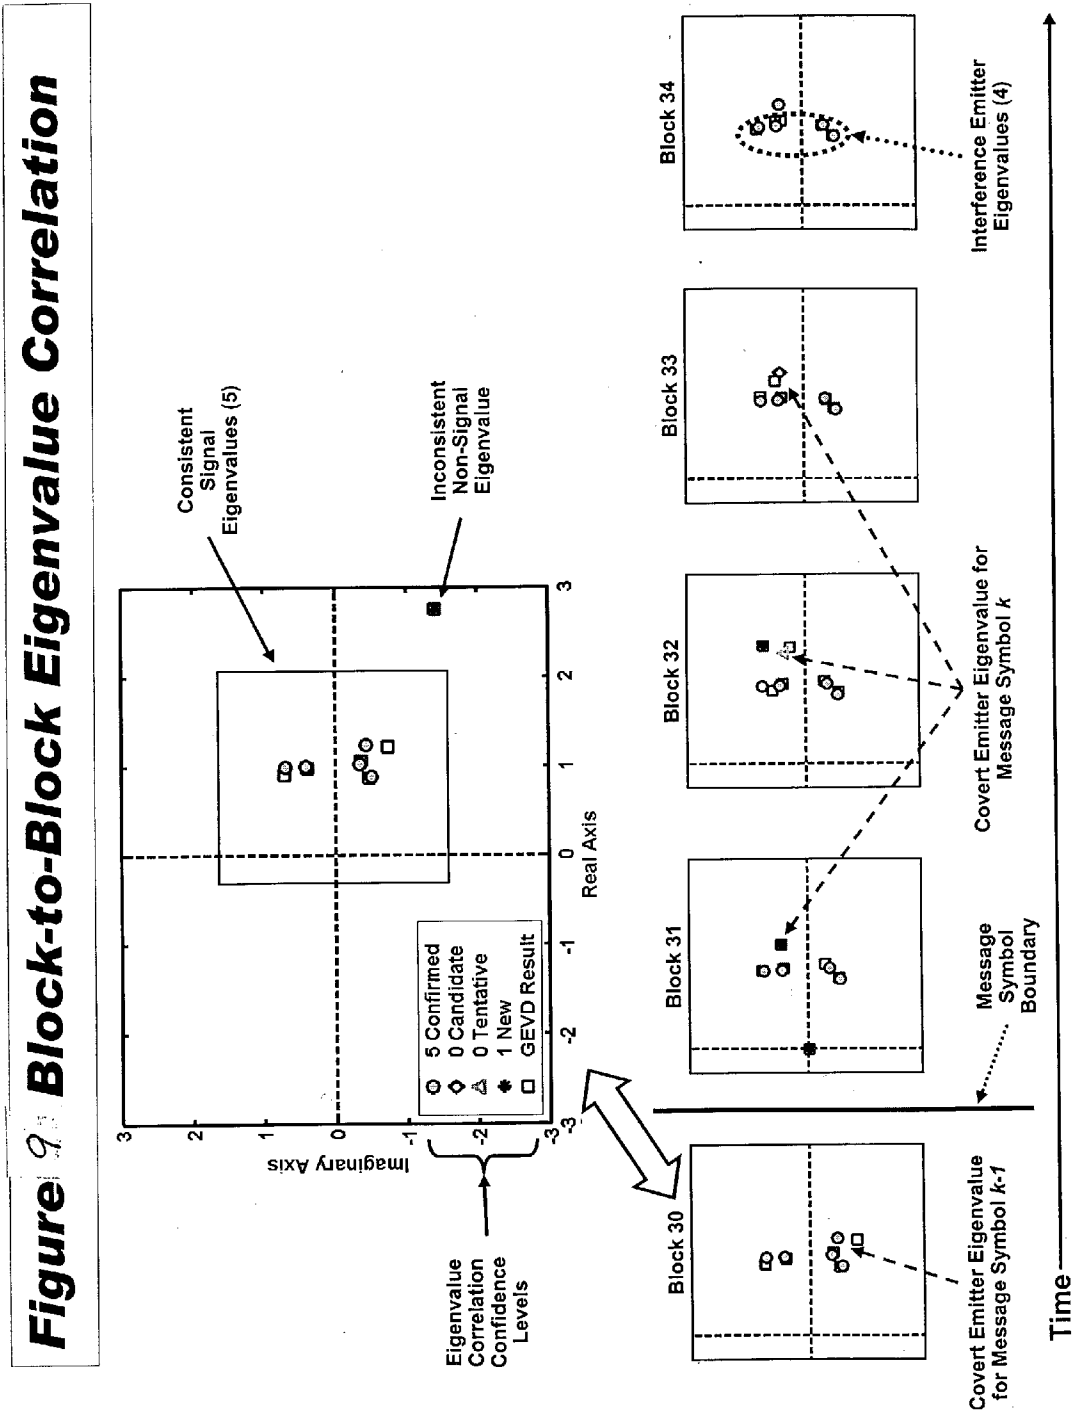 Figure 9 Block-to-Block Eigenvalue Correlation
Consistent
Signal
Eigenvalues (5)
Inconsistent
Non-Signal
Eigenvalue
Eigenvalue
Correlation
Confidence
Levels
Imaginary Axis
3
2
1
0
-1
-2
-3
5 Confirmed
0 Candidate
0 Tentative
1 New
GEVD Result
-3
-2
-1
0
1
2
3
Real Axis
Block 30
Block 31
Block 32
Block 33
Block 34
Covert Emitter Eigenvalue
for Message Symbol k-1
Message
Symbol
Boundary
Covert Emitter Eigenvalue for
Message Symbol k
Interference Emitter
Eigenvalues (4)
Time